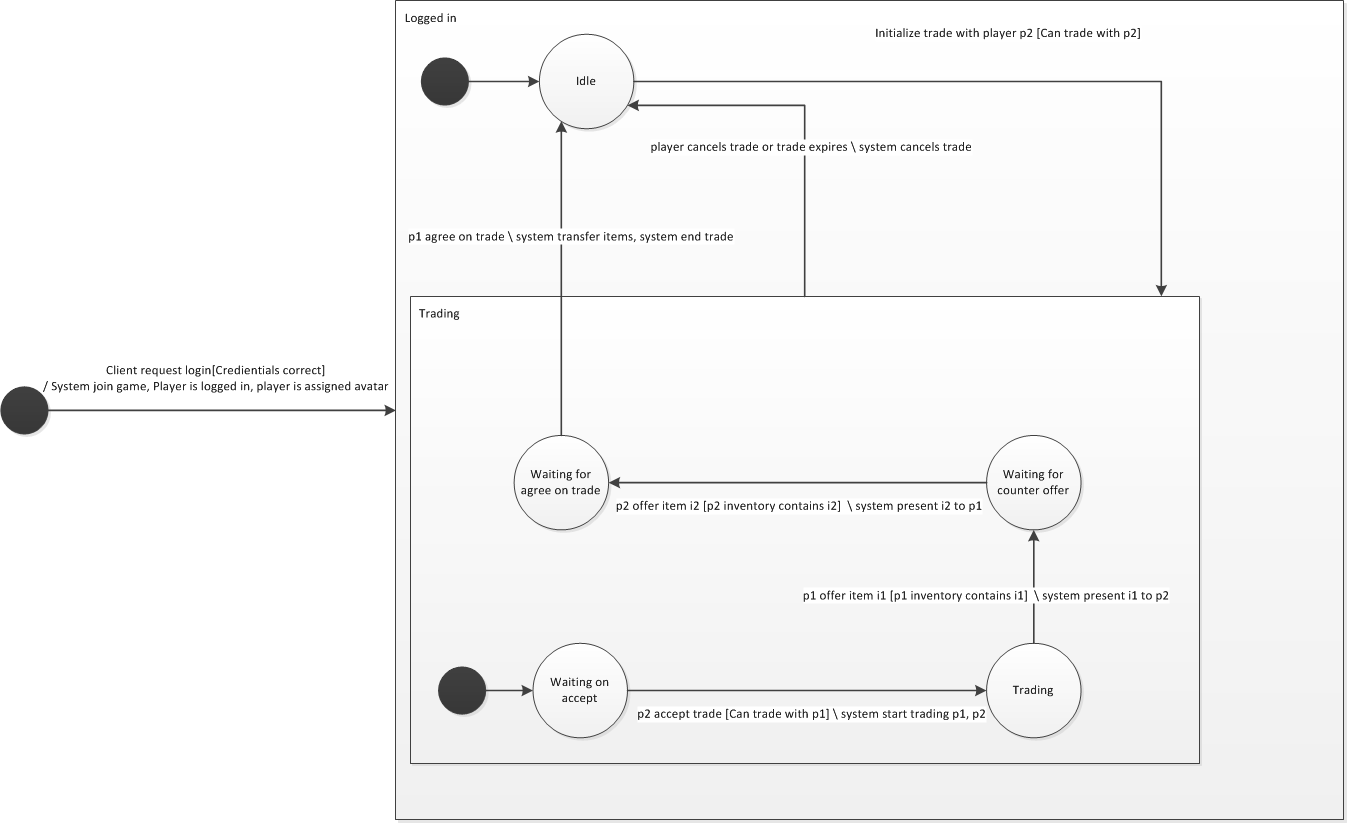 Logged in
Initialize trade with player p2 [Can trade with p2]
Idle
player cancels trade or trade expires \ system cancels trade
p1 agree on trade \ system transfer items, system end trade
Trading
Client request login[Credientials correct]
/ System join game, Player is logged in, player is assigned avatar
Waiting for
agree on trade
Waiting for
counter offer
p2 offer item i2 [p2 inventory contains i2]  \ system present i2 to p1
p1 offer item i1 [p1 inventory contains i1]  \ system present i1 to p2
Waiting on
accept
Trading
p2 accept trade [Can trade with p1] \ system start trading p1, p2